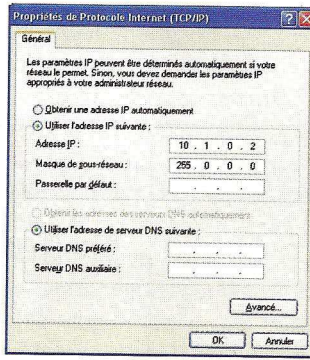 Propriétés de Protocole Internet (TCP/IP)
Général
Les paramètres IP peuvent être déterminés automatiquement si votre
réseau le permet. Sinon, vous devez demander les paramètres IP
appropriés à votre administrateur réseau.
Obtenir une adresse IP automatiquement
Utiliser l'adresse IP suivante :
Adresse IP : 10 . 1 . 0 . 2
Masque de sous-réseau : 255 . 0 . 0 . 0
Passerelle par défaut : . . .
Obtenir les adresses des serveurs DNS automatiquement
Utiliser l'adresse de serveur DNS suivante :
Serveur DNS préféré : . . .
Serveur DNS auxiliaire : . . .
Avancé...
OK Annuler